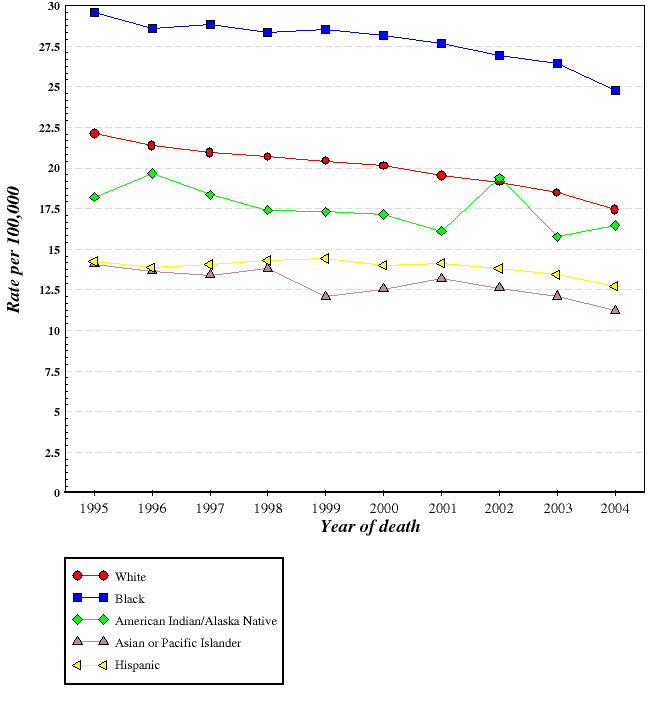 30
27.5
25
22.5
20
17.5
15
12.5
10
7.5
5
2.5
0
Rate per 100,000
1995 1996 1997 1998 1999 2000 2001 2002 2003 2004
Year of death
White
Black
American Indian/Alaska Native
Asian or Pacific Islander
Hispanic